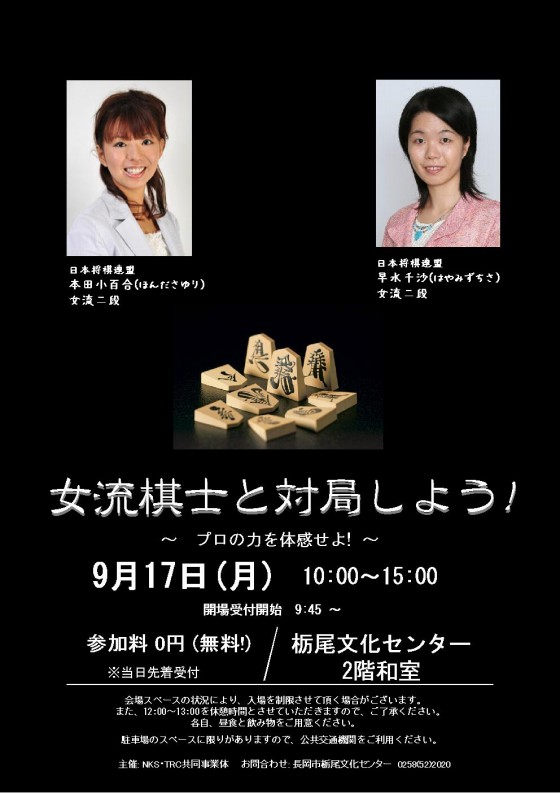 日本将棋連盟
本田小百合(ほんださゆり)
女流二段
日本将棋連盟
早水千沙(はやみずちさ)
女流二段
女流棋士と対局しよう!
～ プロの力を体感せよ! ～
9月17日(月) 10:00～15:00
開場受付開始 9:45 ～
参加料 0円 (無料!)
※当日先着受付
栃尾文化センター
2階和室
会場スペースの状況により、入場を制限させて頂く場合がございます。
また、12:00～13:00を休憩時間とさせていただきますので、ご了承ください。
各自、昼食と飲み物をご用意ください。
駐車場のスペースに限りがありますので、公共交通機関をご利用ください。
主催: NKS・TRC共同事業体 お問合わせ: 長岡市栃尾文化センター 0258(52)2020